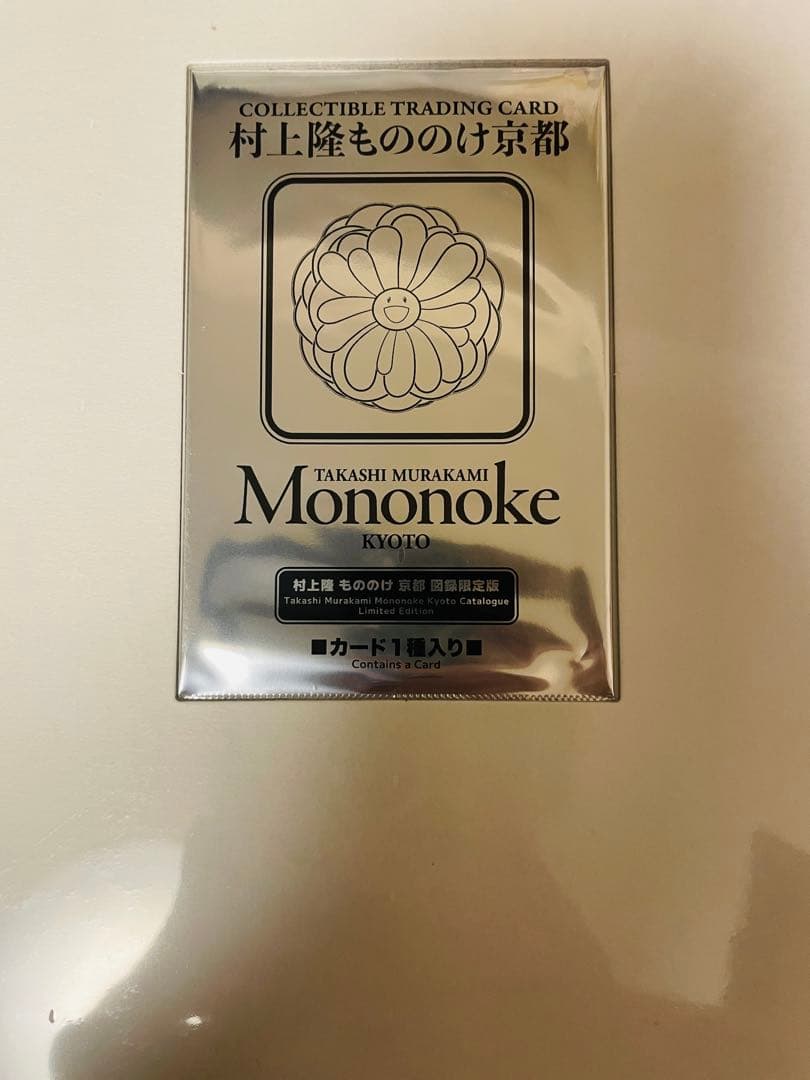 COLLECTIBLE TRADING CARD
村上隆もののけ京都
TAKASHI MURAKAMI
Mononoke
KYOTO
村上隆 もののけ 京都 図録限定版
Takashi Murakami Mononoke Kyoto Catalogue
Limited Edition
■カード1種入り■
Contains a Card